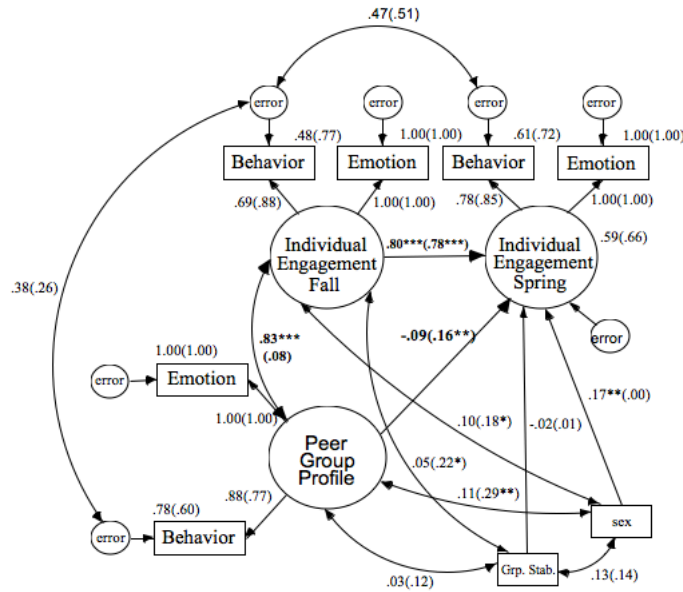 .47(.51)
error
error
error
error
.48(.77)
1.00(1.00)
.61(.72)
1.00(1.00)
Behavior
Emotion
Behavior
Emotion
.69(.88)
1.00(1.00)
.78(.85)
1.00(1.00)
Individual
Engagement
Fall
.80***(.78***)
Individual
Engagement
Spring
.59(.66)
.38(.26)
.83***
(.08)
-.09(.16**)
error
1.00(1.00)
error
Emotion
1.00(1.00)
.17**(.00)
.10(.18*)
-.02(.01)
Peer
Group
Profile
.05(.22*)
.11(.29**)
.78(.60)
.88(.77)
error
Behavior
sex
Grp. Stab.
.03(.12)
.13(.14)